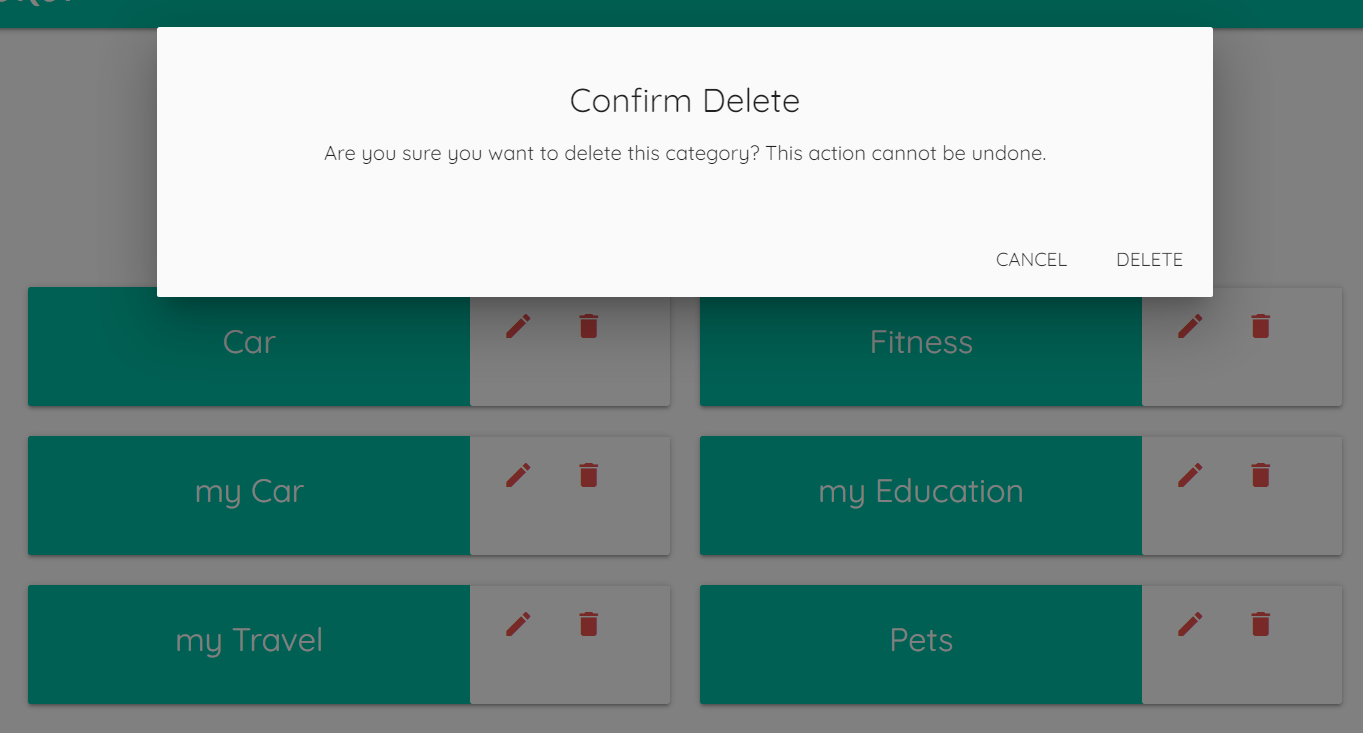 Confirm Delete
Are you sure you want to delete this category? This action cannot be undone.
CANCEL DELETE
Car
Fitness
my Car
my Education
my Travel
Pets